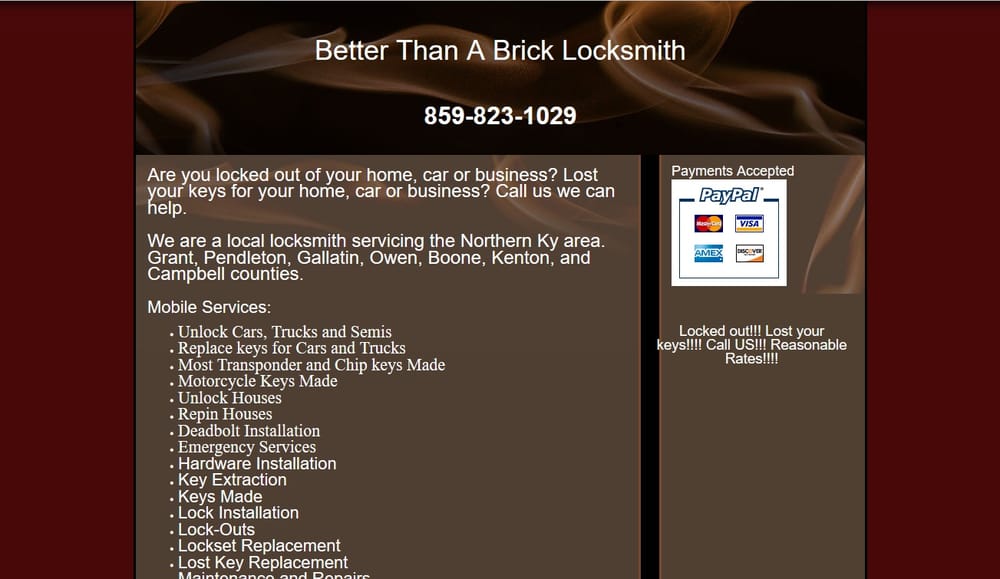 Better Than A Brick Locksmith
859-823-1029
Are you locked out of your home, car or business? Lost
your keys for your home, car or business? Call us we can
help.
We are a local locksmith servicing the Northern Ky area.
Grant, Pendleton, Gallatin, Owen, Boone, Kenton, and
Campbell counties.
Mobile Services:
• Unlock Cars, Trucks and Semis
• Replace keys for Cars and Trucks
• Most Transponder and Chip keys Made
• Motorcycle Keys Made
• Unlock Houses
• Repin Houses
• Deadbolt Installation
• Emergency Services
• Hardware Installation
• Key Extraction
• Keys Made
• Lock Installation
• Lock-Outs
• Lockset Replacement
• Lost Key Replacement
• Maintenance and Repairs
Payments Accepted
PayPal
MasterCard VISA
AMEX DISCOVER
Locked out!!! Lost your
keys!!!! Call US!!! Reasonable
Rates!!!!